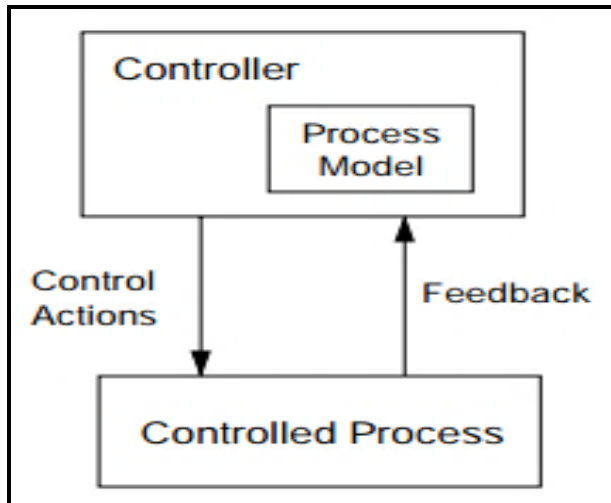 Controller
Process
Model
Control
Actions
Feedback
Controlled Process